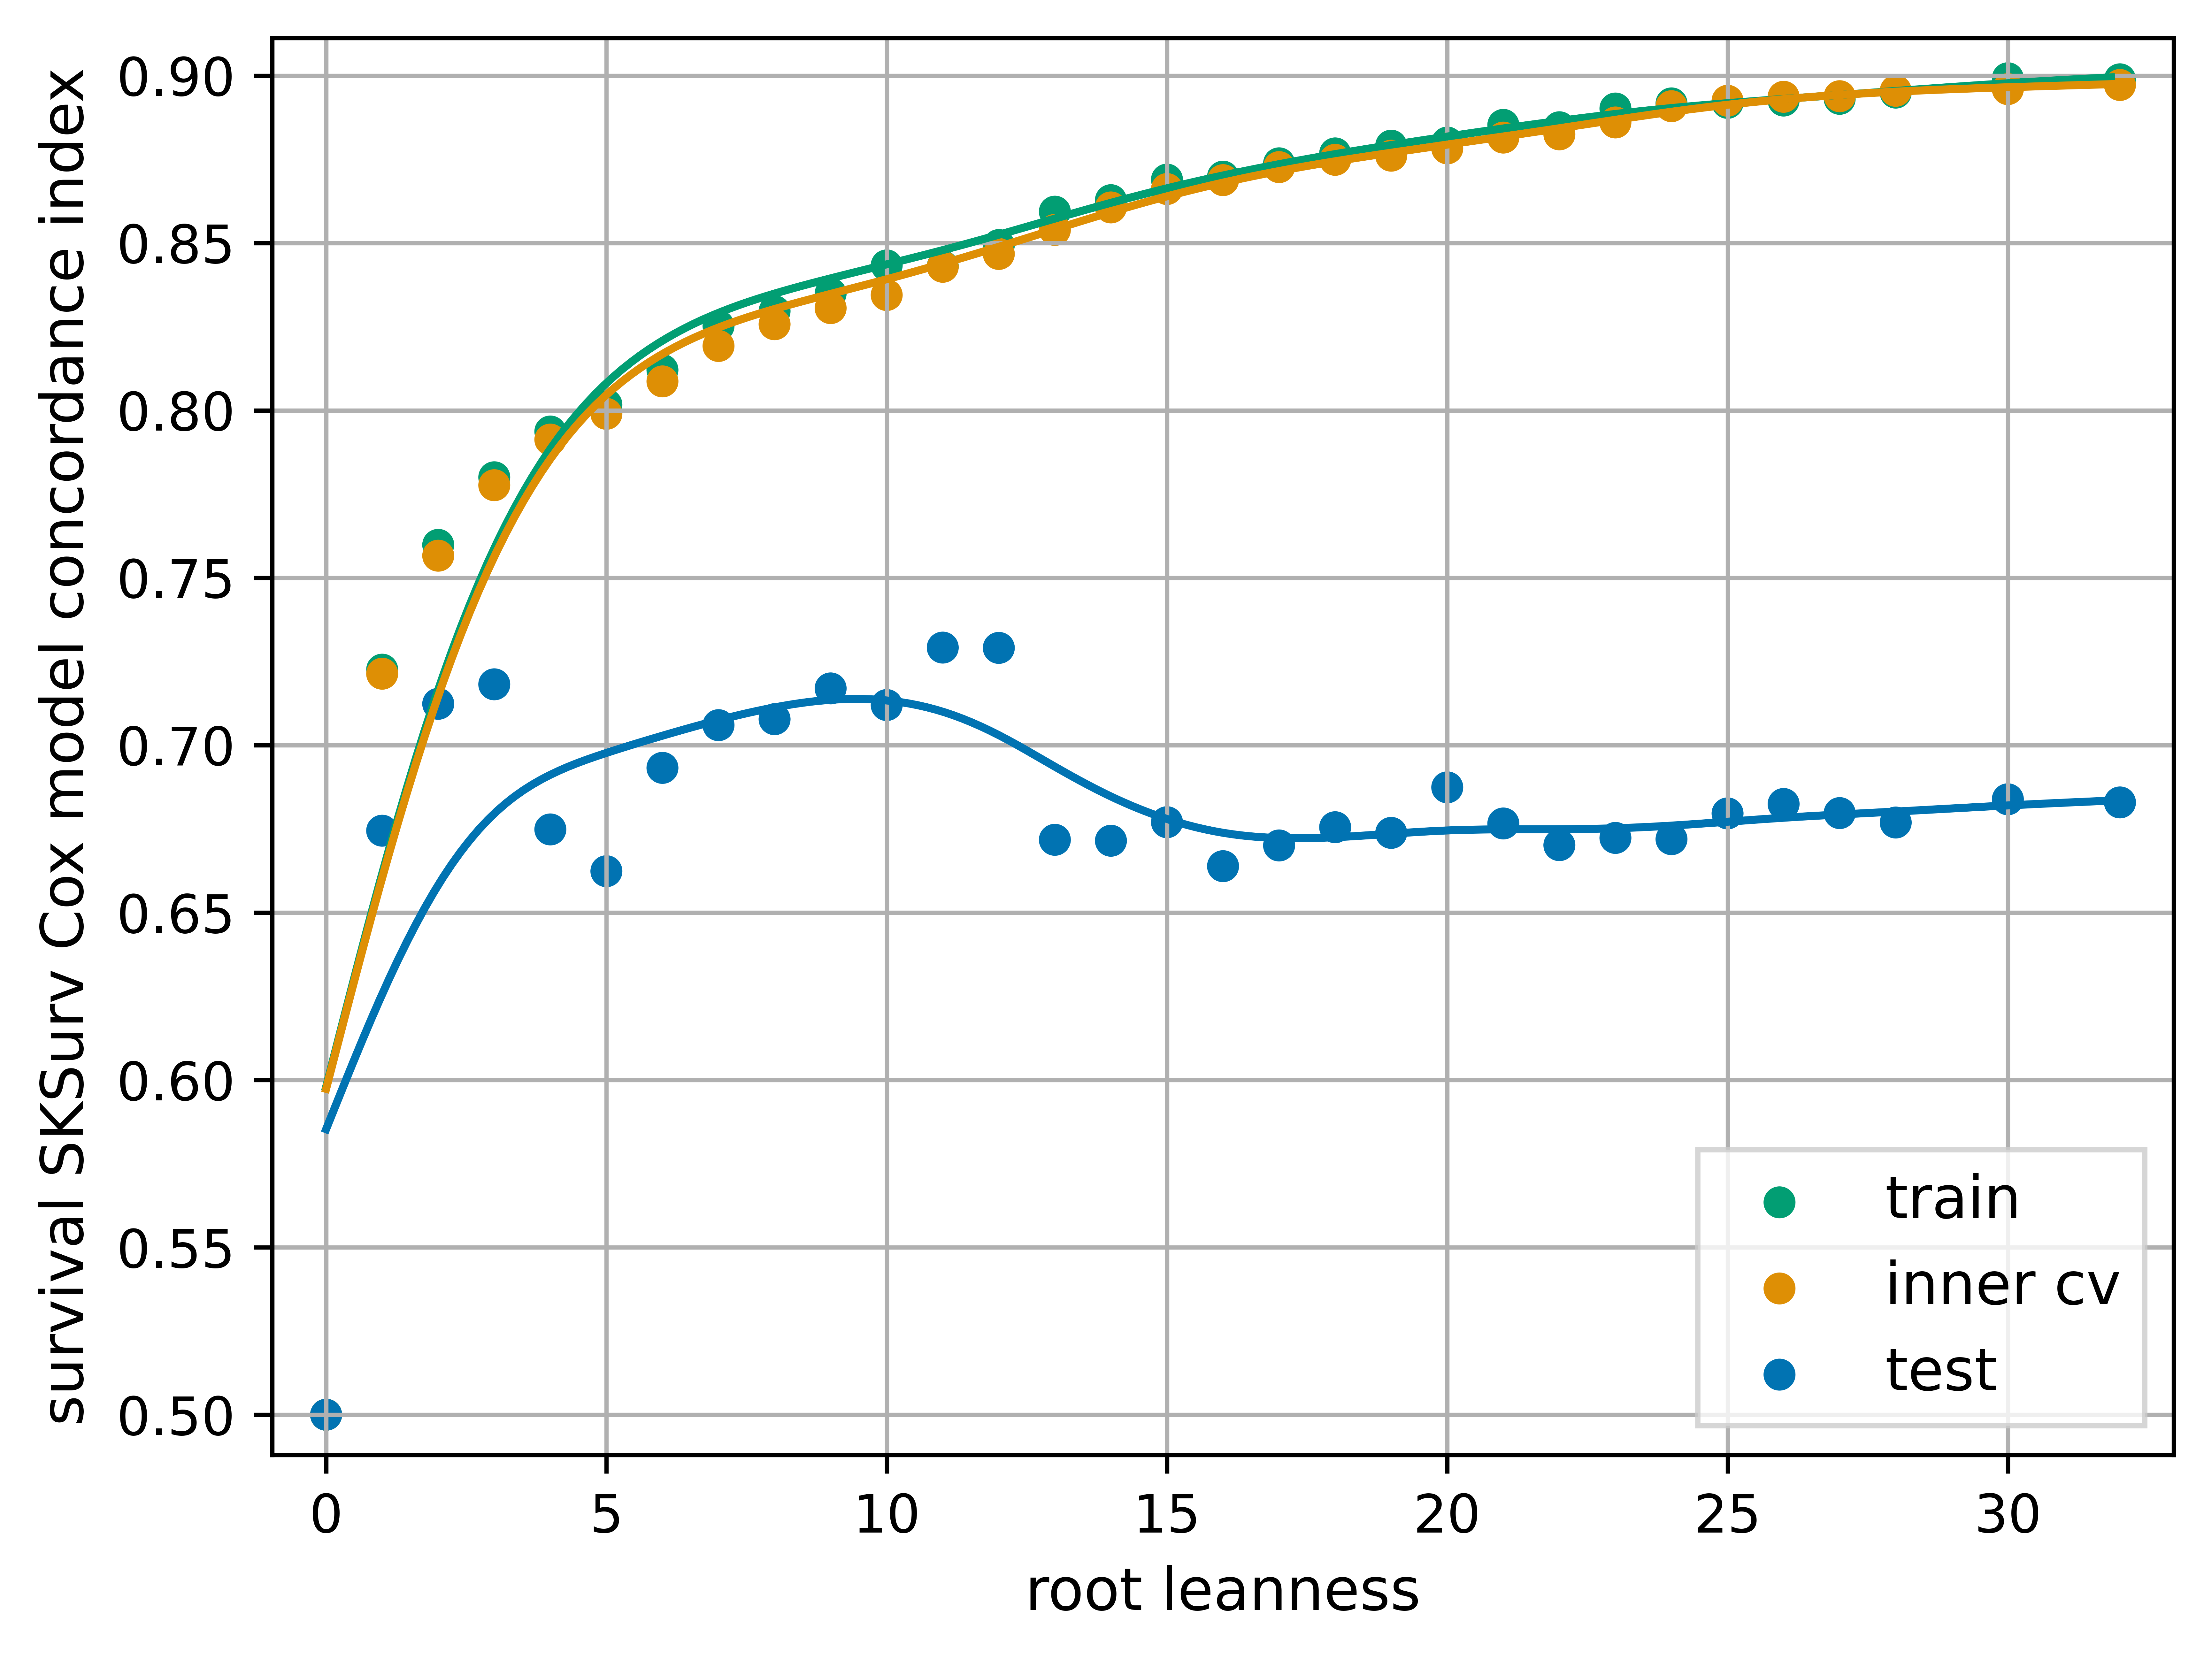 survival SKSurv Cox model concordance index
0.90
0.85
0.80
0.75
0.70
0.65
0.60
0.55
0.50
0 5 10 15 20 25 30
root leanness
train
inner cv
test